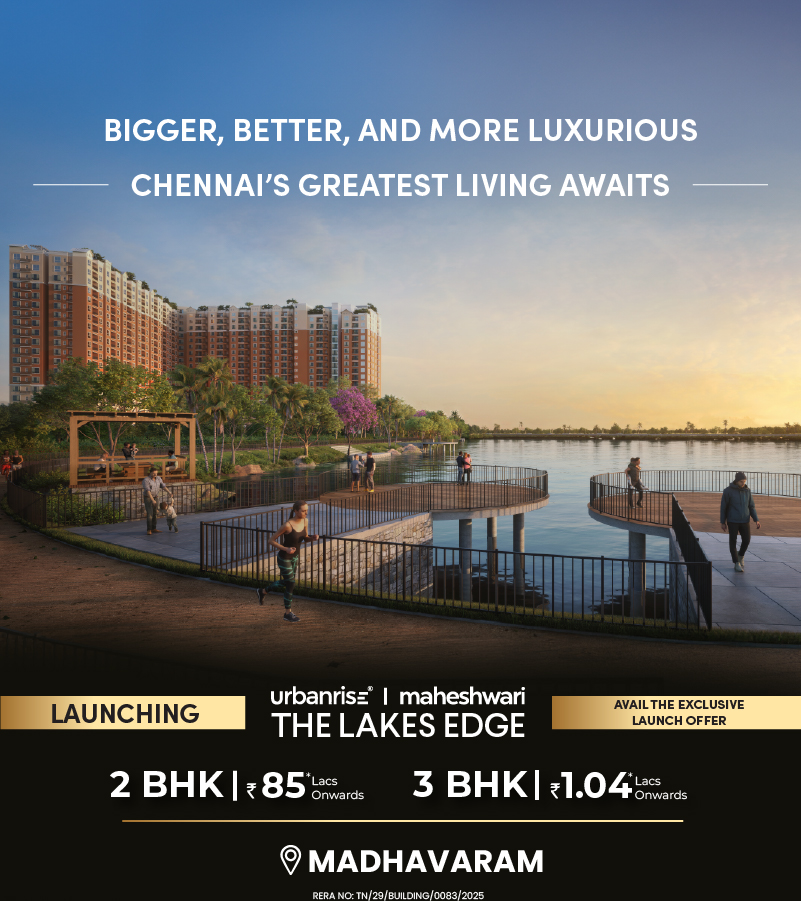 BIGGER, BETTER, AND MORE LUXURIOUS
CHENNAI'S GREATEST LIVING AWAITS
LAUNCHING
urbanrise® | maheshwari
THE LAKES EDGE
AVAIL THE EXCLUSIVE
LAUNCH OFFER
2 BHK | ₹ 85* Lacs Onwards
3 BHK | ₹1.04* Lacs Onwards
MADHAVARAM
RERA NO: TN/29/BUILDING/0083/2025